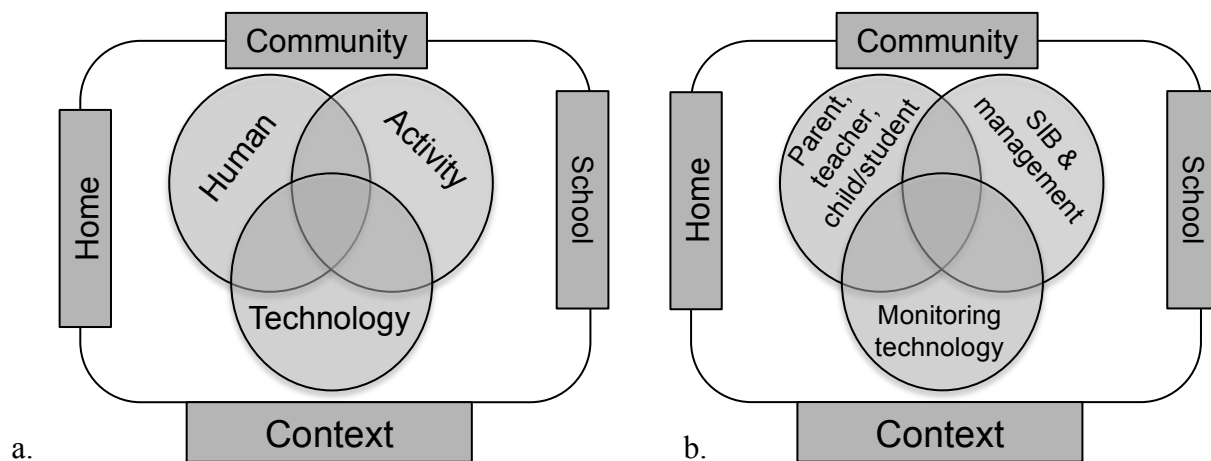 Community
Home
Human
Activity
School
Technology
Context
a.
Community
Home
Parent,
teacher,
child/student
SIB &
management
School
Monitoring
technology
Context
b.